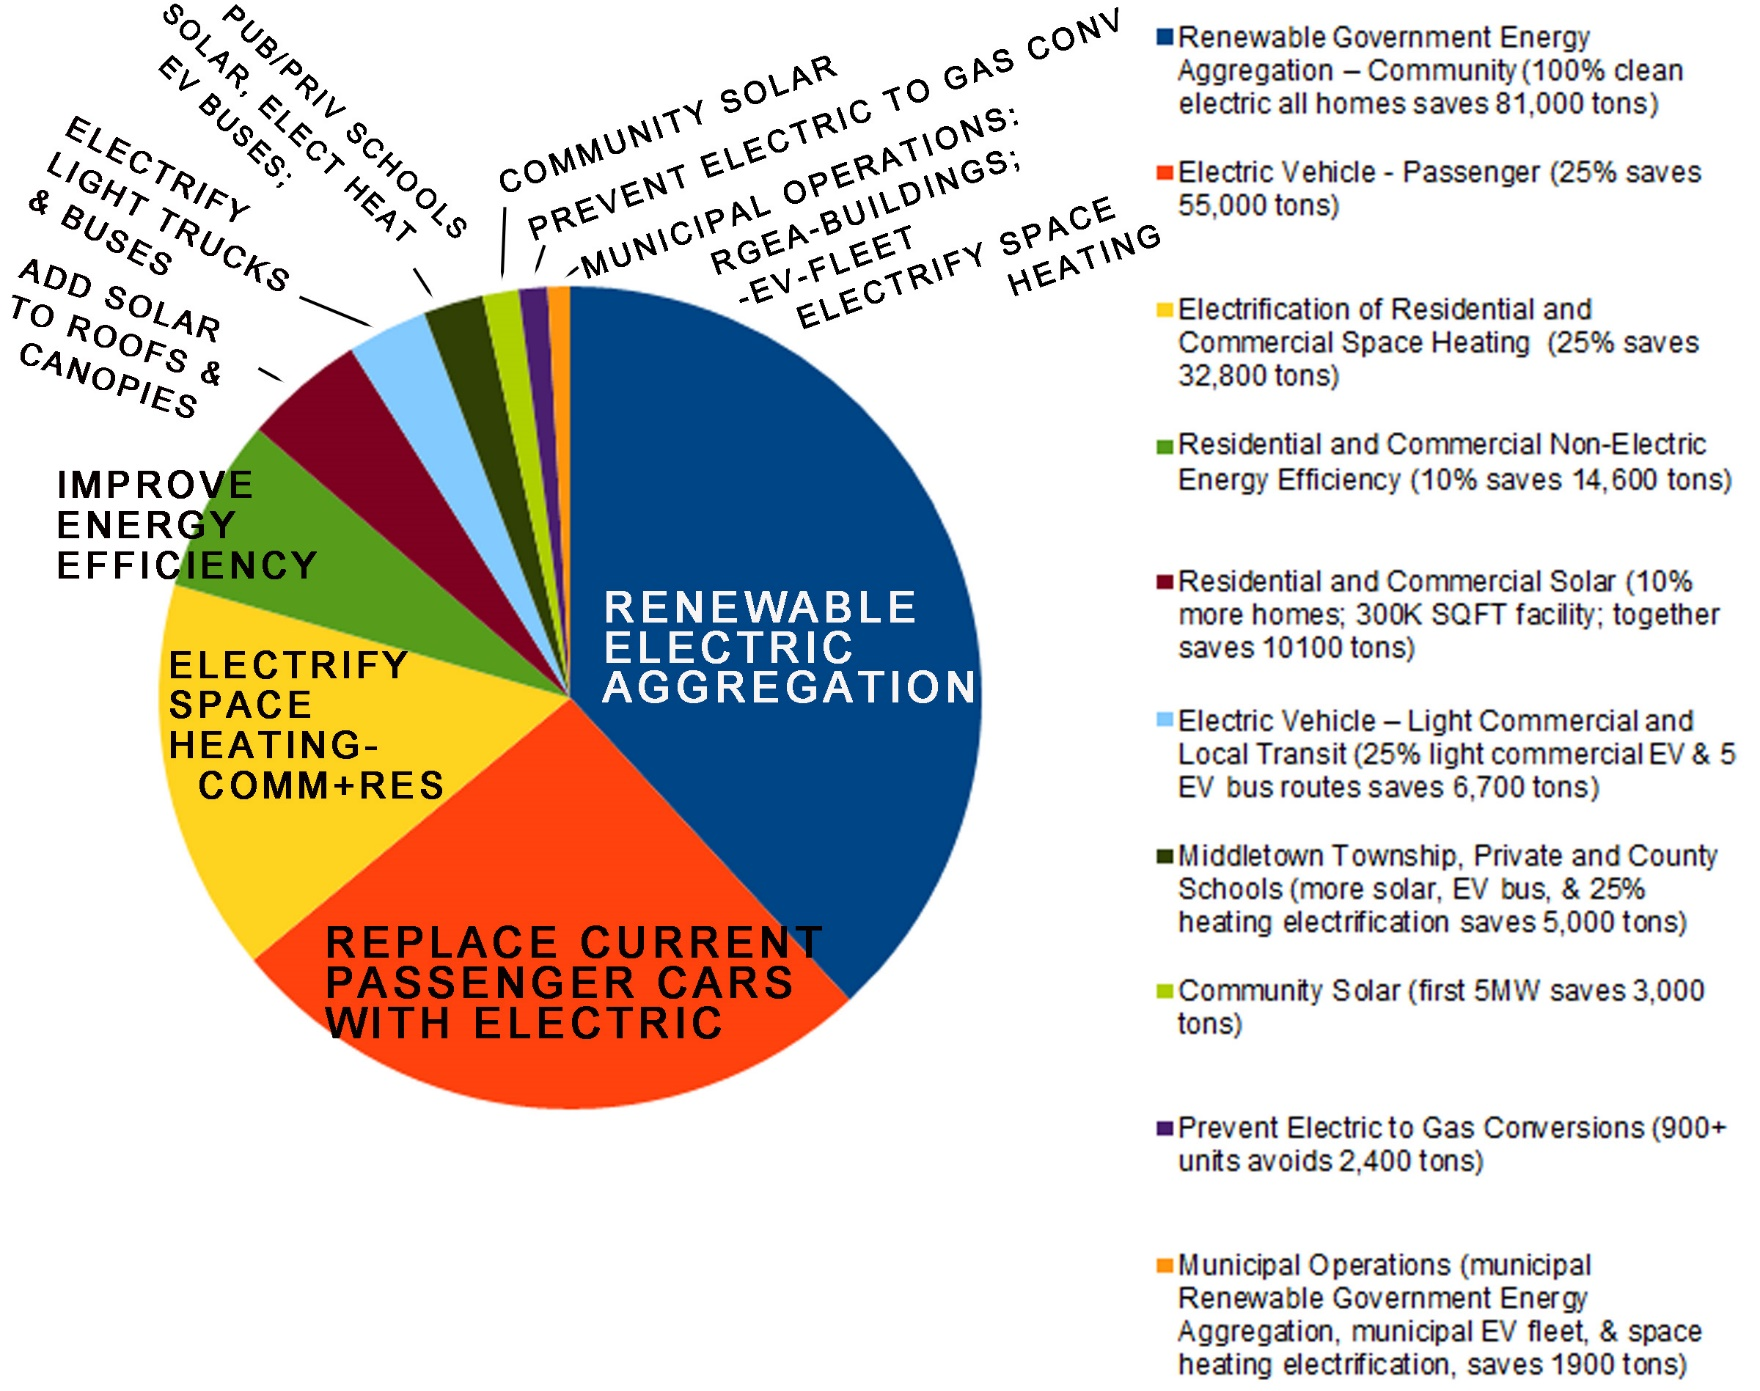 PUB/PRIV SCHOOLS
SOLAR, ELECT HEAT
EV BUSES;
ELECTRIFY
LIGHT TRUCKS
& BUSES
ADD SOLAR
TO ROOFS &
CANOPIES
COMMUNITY SOLAR
PREVENT ELECTRIC TO GAS CONV
MUNICIPAL OPERATIONS:
RGEA-BUILDINGS;
-EV-FLEET
ELECTRIFY SPACE
HEATING
IMPROVE
ENERGY
EFFICIENCY
RENEWABLE
ELECTRIC
AGGREGATION
ELECTRIFY
SPACE
HEATING-
COMM+RES
REPLACE CURRENT
PASSENGER CARS
WITH ELECTRIC
Renewable Government Energy
Aggregation – Community (100% clean
electric all homes saves 81,000 tons)
Electric Vehicle - Passenger (25% saves
55,000 tons)
Electrification of Residential and
Commercial Space Heating (25% saves
32,800 tons)
Residential and Commercial Non-Electric
Energy Efficiency (10% saves 14,600 tons)
Residential and Commercial Solar (10%
more homes; 300K SQFT facility; together
saves 10100 tons)
Electric Vehicle – Light Commercial and
Local Transit (25% light commercial EV & 5
EV bus routes saves 6,700 tons)
Middletown Township, Private and County
Schools (more solar, EV bus, & 25%
heating electrification saves 5,000 tons)
Community Solar (first 5MW saves 3,000
tons)
Prevent Electric to Gas Conversions (900+
units avoids 2,400 tons)
Municipal Operations (municipal
Renewable Government Energy
Aggregation, municipal EV fleet, & space
heating electrification, saves 1900 tons)